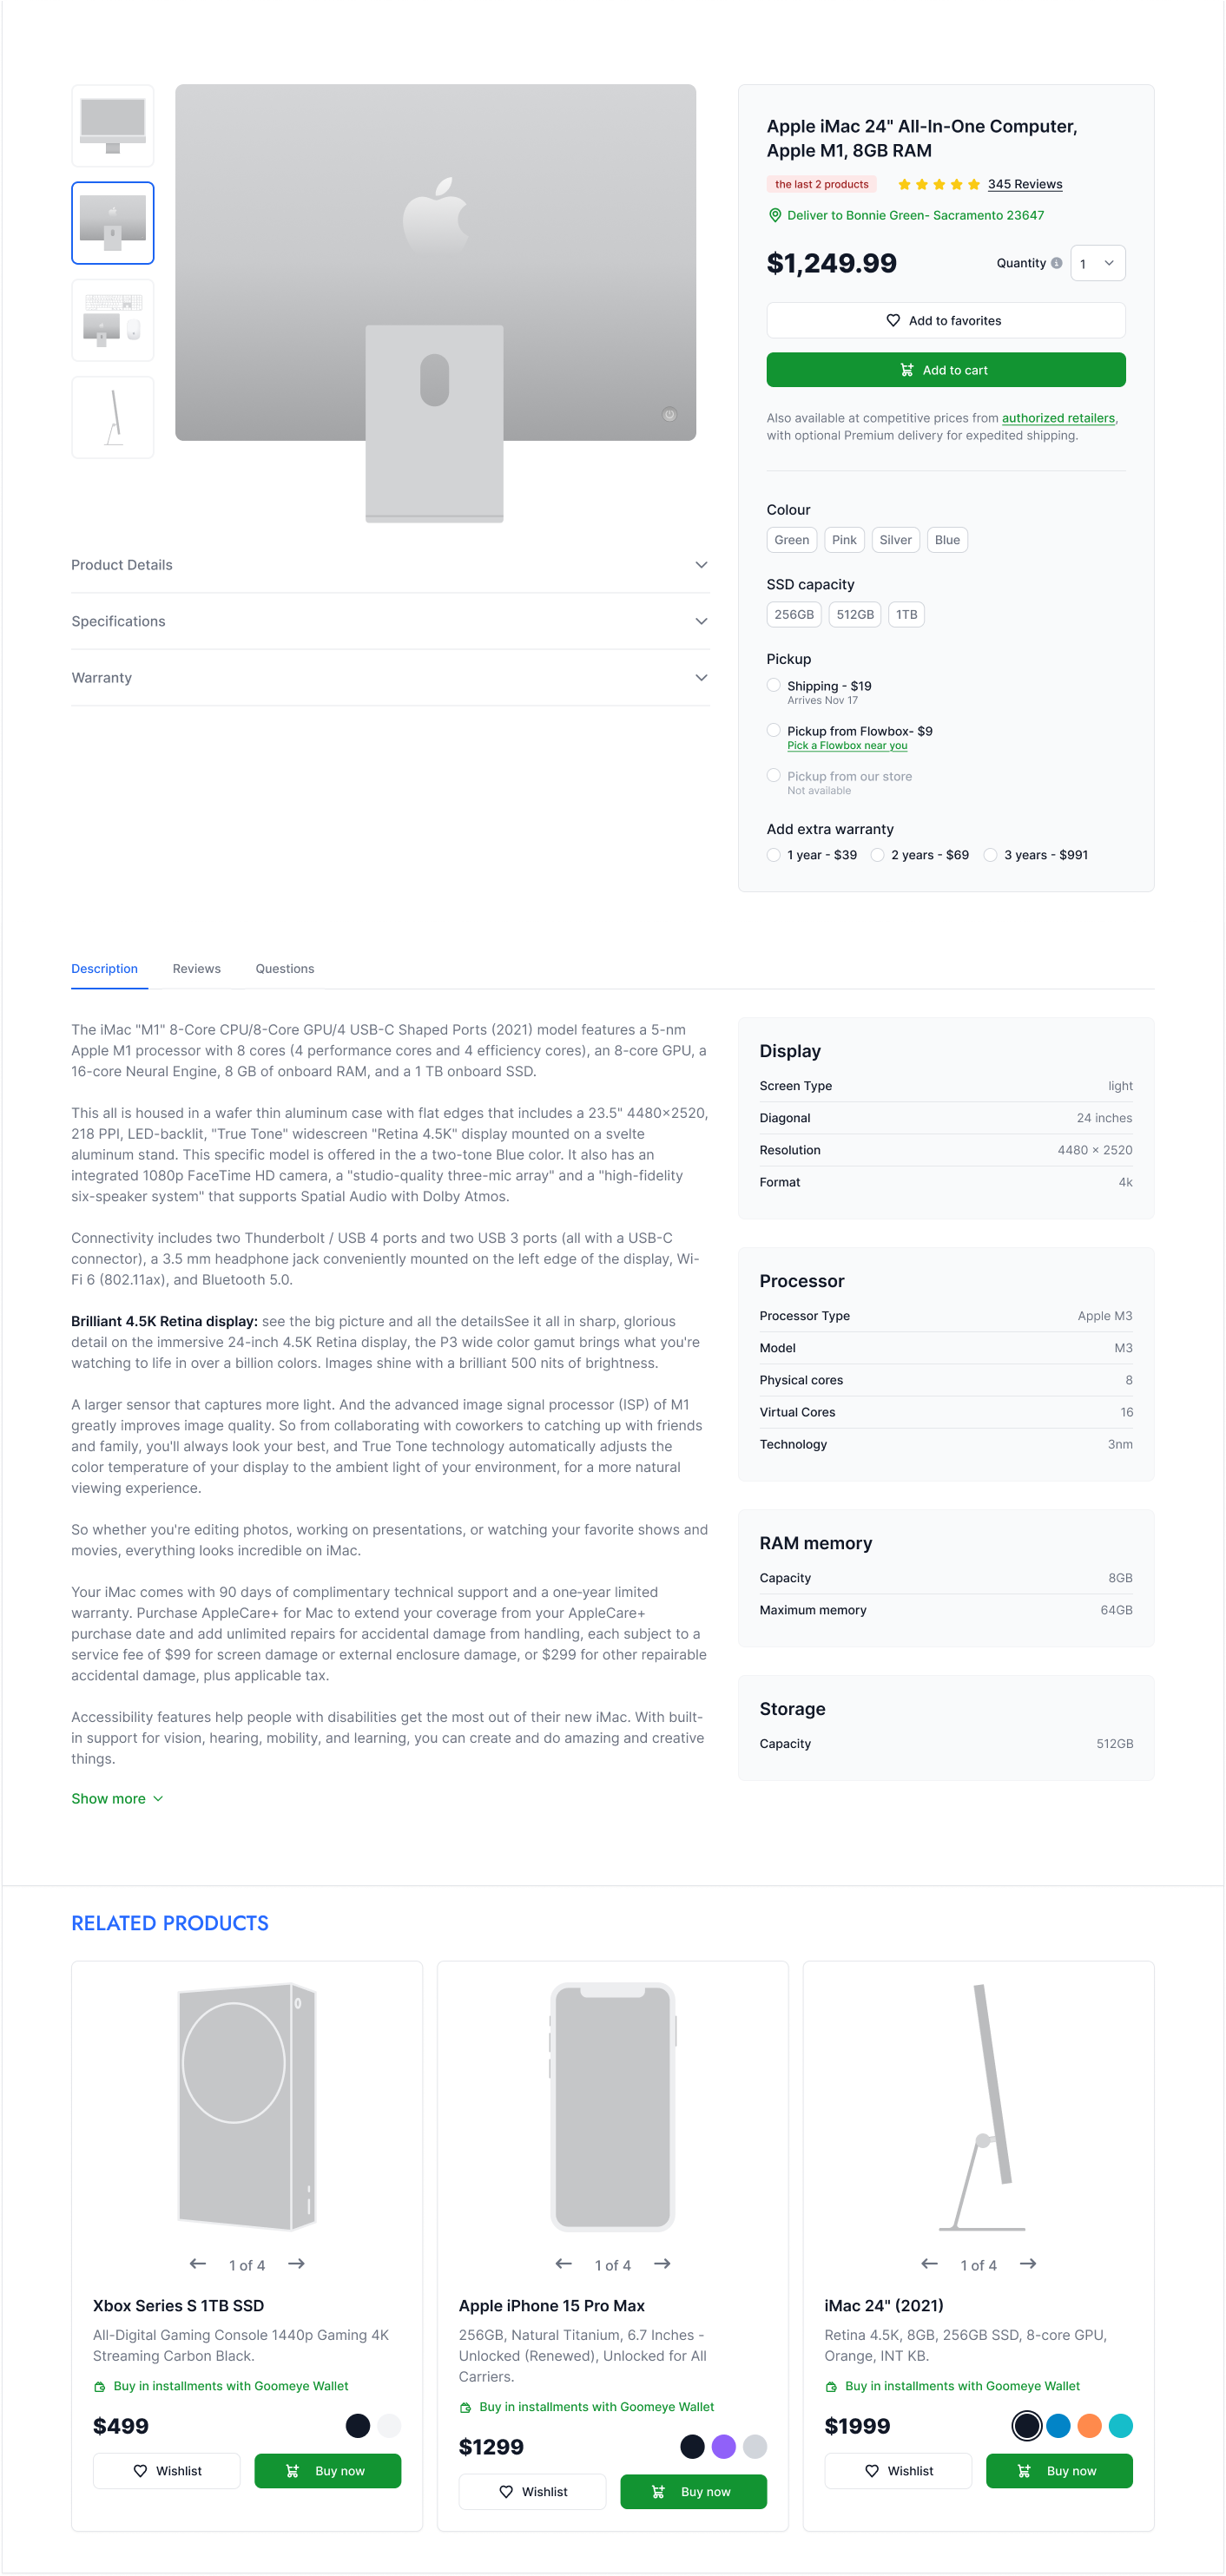 Apple iMac 24" All-In-One Computer,
Apple M1, 8GB RAM
the last 2 products
345 Reviews
Deliver to Bonnie Green- Sacramento 23647
$1,249.99
Quantity
1
Add to favorites
Add to cart
Also available at competitive prices from authorized retailers,
with optional Premium delivery for expedited shipping.
Colour
Green Pink Silver Blue
SSD capacity
256GB 512GB 1TB
Pickup
Shipping - $19
Arrives Nov 17
Pickup from Flowbox- $9
Pick a Flowbox near you
Pickup from our store
Not available
Add extra warranty
1 year - $39 2 years - $69 3 years - $991
Product Details
Specifications
Warranty
Description Reviews Questions
The iMac "M1" 8-Core CPU/8-Core GPU/4 USB-C Shaped Ports (2021) model features a 5-nm
Apple M1 processor with 8 cores (4 performance cores and 4 efficiency cores), an 8-core GPU, a
16-core Neural Engine, 8 GB of onboard RAM, and a 1 TB onboard SSD.
This all is housed in a wafer thin aluminum case with flat edges that includes a 23.5" 4480×2520,
218 PPI, LED-backlit, "True Tone" widescreen "Retina 4.5K" display mounted on a svelte
aluminum stand. This specific model is offered in the a two-tone Blue color. It also has an
integrated 1080p FaceTime HD camera, a "studio-quality three-mic array" and a "high-fidelity
six-speaker system" that supports Spatial Audio with Dolby Atmos.
Connectivity includes two Thunderbolt / USB 4 ports and two USB 3 ports (all with a USB-C
connector), a 3.5 mm headphone jack conveniently mounted on the left edge of the display, Wi-
Fi 6 (802.11ax), and Bluetooth 5.0.
Brilliant 4.5K Retina display: see the big picture and all the detailsSee it all in sharp, glorious
detail on the immersive 24-inch 4.5K Retina display, the P3 wide color gamut brings what you're
watching to life in over a billion colors. Images shine with a brilliant 500 nits of brightness.
A larger sensor that captures more light. And the advanced image signal processor (ISP) of M1
greatly improves image quality. So from collaborating with coworkers to catching up with friends
and family, you'll always look your best, and True Tone technology automatically adjusts the
color temperature of your display to the ambient light of your environment, for a more natural
viewing experience.
So whether you're editing photos, working on presentations, or watching your favorite shows and
movies, everything looks incredible on iMac.
Your iMac comes with 90 days of complimentary technical support and a one-year limited
warranty. Purchase AppleCare+ for Mac to extend your coverage from your AppleCare+
purchase date and add unlimited repairs for accidental damage from handling, each subject to a
service fee of $99 for screen damage or external enclosure damage, or $299 for other repairable
accidental damage, plus applicable tax.
Accessibility features help people with disabilities get the most out of their new iMac. With built-
in support for vision, hearing, mobility, and learning, you can create and do amazing and creative
things.
Show more
Display
Screen Type light
Diagonal 24 inches
Resolution 4480 × 2520
Format 4k
Processor
Processor Type Apple M3
Model M3
Physical cores 8
Virtual Cores 16
Technology 3nm
RAM memory
Capacity 8GB
Maximum memory 64GB
Storage
Capacity 512GB
RELATED PRODUCTS
1 of 4
Xbox Series S 1TB SSD
All-Digital Gaming Console 1440p Gaming 4K
Streaming Carbon Black.
Buy in installments with Goomeye Wallet
$499
Wishlist Buy now
1 of 4
Apple iPhone 15 Pro Max
256GB, Natural Titanium, 6.7 Inches -
Unlocked (Renewed), Unlocked for All
Carriers.
Buy in installments with Goomeye Wallet
$1299
Wishlist Buy now
1 of 4
iMac 24" (2021)
Retina 4.5K, 8GB, 256GB SSD, 8-core GPU,
Orange, INT KB.
Buy in installments with Goomeye Wallet
$1999
Wishlist Buy now